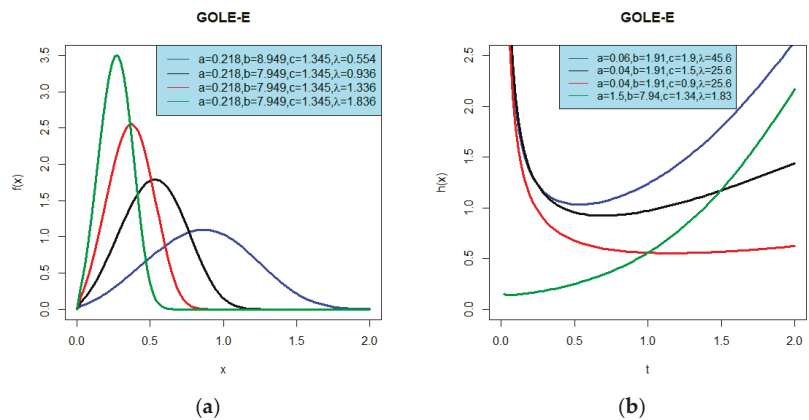 GOLE-E
a=0.218,b=8.949,c=1.345,λ=0.554
a=0.218,b=7.949,c=1.345,λ=0.936
a=0.218,b=7.949,c=1.345,λ=1.336
a=0.218,b=7.949,c=1.345,λ=1.836
f(x)
3.5
3.0
2.5
2.0
1.5
1.0
0.5
0.0
0.0 0.5 1.0 1.5 2.0
x
(a)
GOLE-E
a=0.06,b=1.91,c=1.9,λ=45.6
a=0.04,b=1.91,c=1.5,λ=25.6
a=0.04,b=1.91,c=0.9,λ=25.6
a=1.5,b=7.94,c=1.34,λ=1.83
h(x)
2.5
2.0
1.5
1.0
0.5
0.0
0.0 0.5 1.0 1.5 2.0
t
(b)